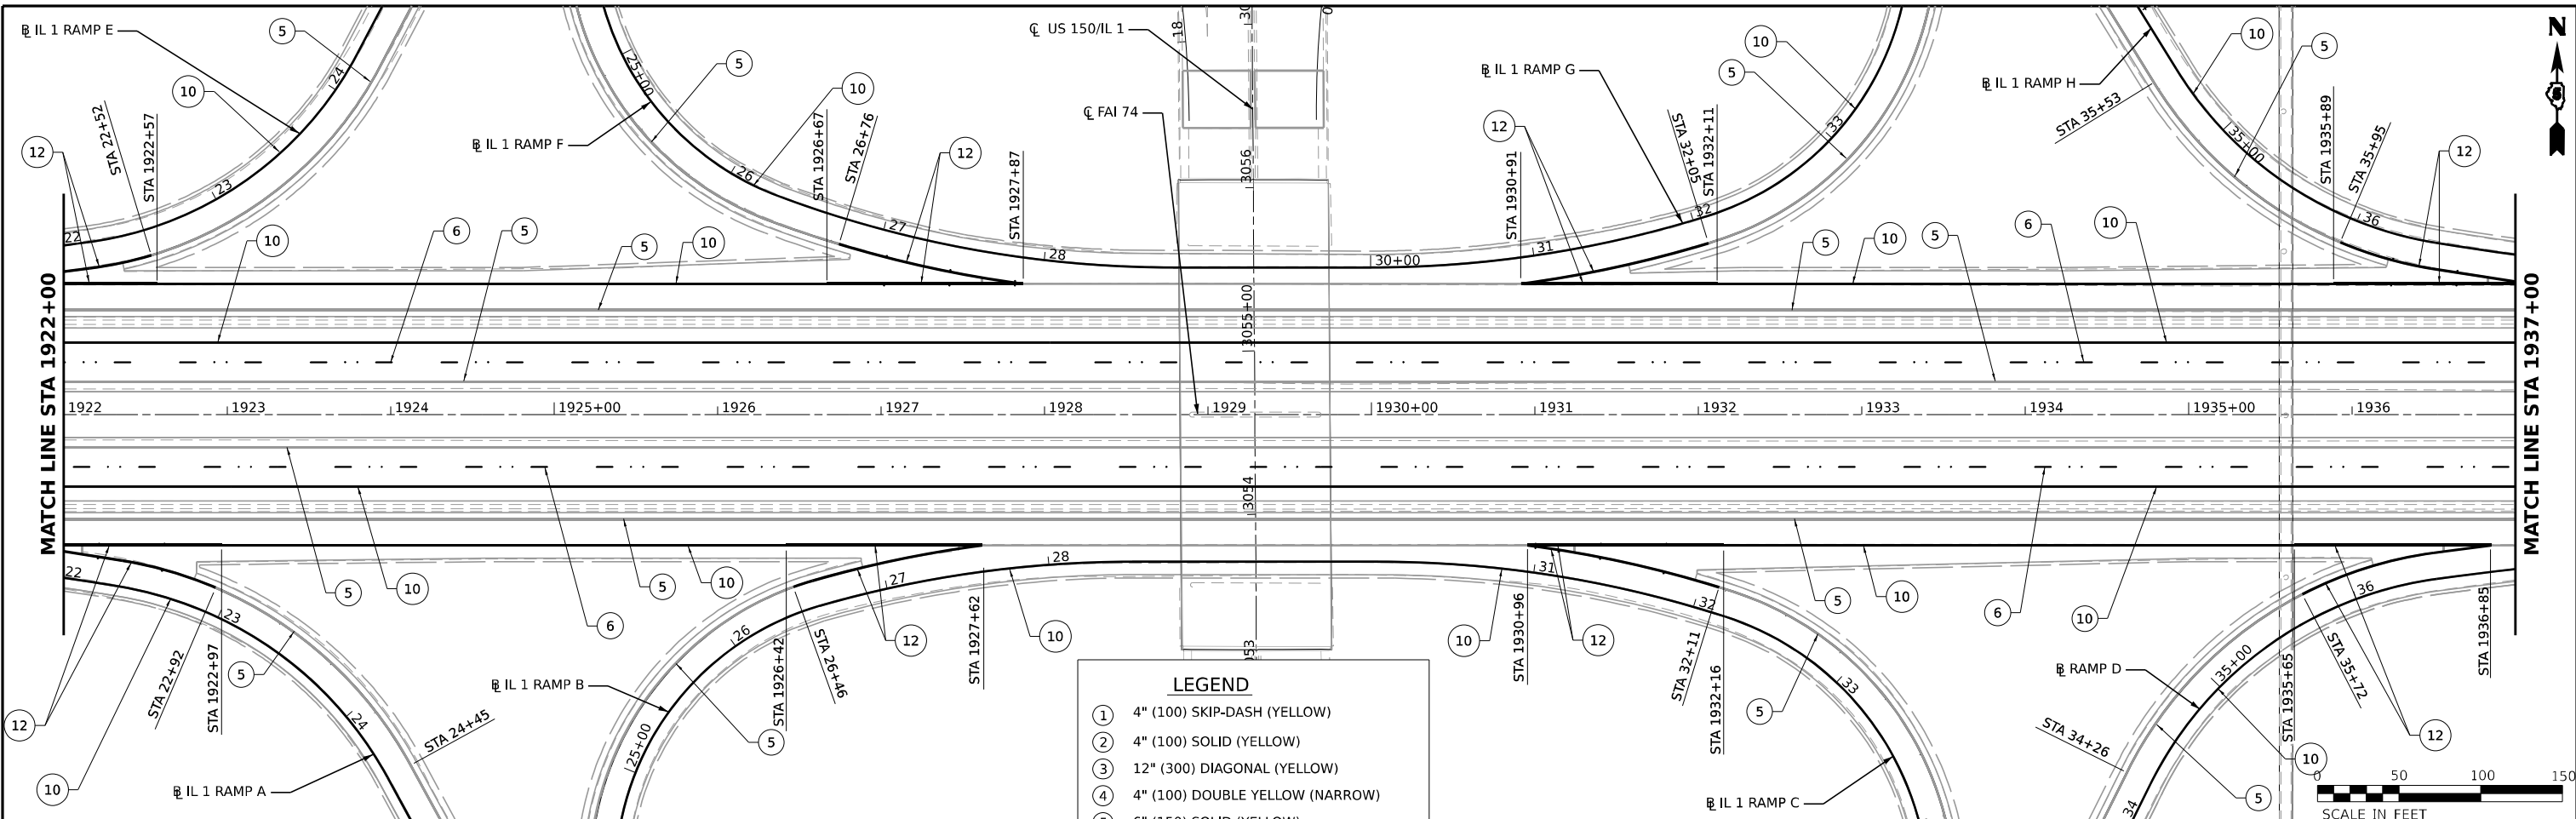 ℄ IL 1 RAMP E
5
10
12
STA 22+52
STA 1922+57
22
23
24
25+00
26
27
28
5
10
℄ IL 1 RAMP F
STA 1926+67
STA 26+76
12
STA 1927+87
℄ US 150/IL 1
18
30
0
℄ FAI 74
3056
3055+00
3054
℄ IL 1 RAMP G
10
5
12
STA 1930+91
STA 32+05
STA 1932+11
30+00
31
32
33
℄ IL 1 RAMP H
STA 35+53
10
5
STA 1935+89
STA 35+95
12
35+00
36
N
10
6
5
5
10
5
10
5
6
10
MATCH LINE STA 1922+00
MATCH LINE STA 1937+00
1922
1923
1924
1925+00
1926
1927
1928
1929
1930+00
1931
1932
1933
1934
1935+00
1936
22
23
24
12
10
STA 22+92
STA 1922+97
5
℄ IL 1 RAMP A
STA 24+45
5
10
6
5
10
25+00
26
27
28
℄ IL 1 RAMP B
5
STA 1926+42
STA 26+46
12
STA 1927+62
10
10
STA 1930+96
12
31
32
33
STA 32+11
STA 1932+16
5
℄ IL 1 RAMP C
5
10
6
10
34
35+00
36
℄ RAMP D
STA 34+26
STA 1935+65
STA 35+72
10
5
12
STA 1936+85
LEGEND
1 4" (100) SKIP-DASH (YELLOW)
2 4" (100) SOLID (YELLOW)
3 12" (300) DIAGONAL (YELLOW)
4 4" (100) DOUBLE YELLOW (NARROW)
0 50 100 150
SCALE IN FEET